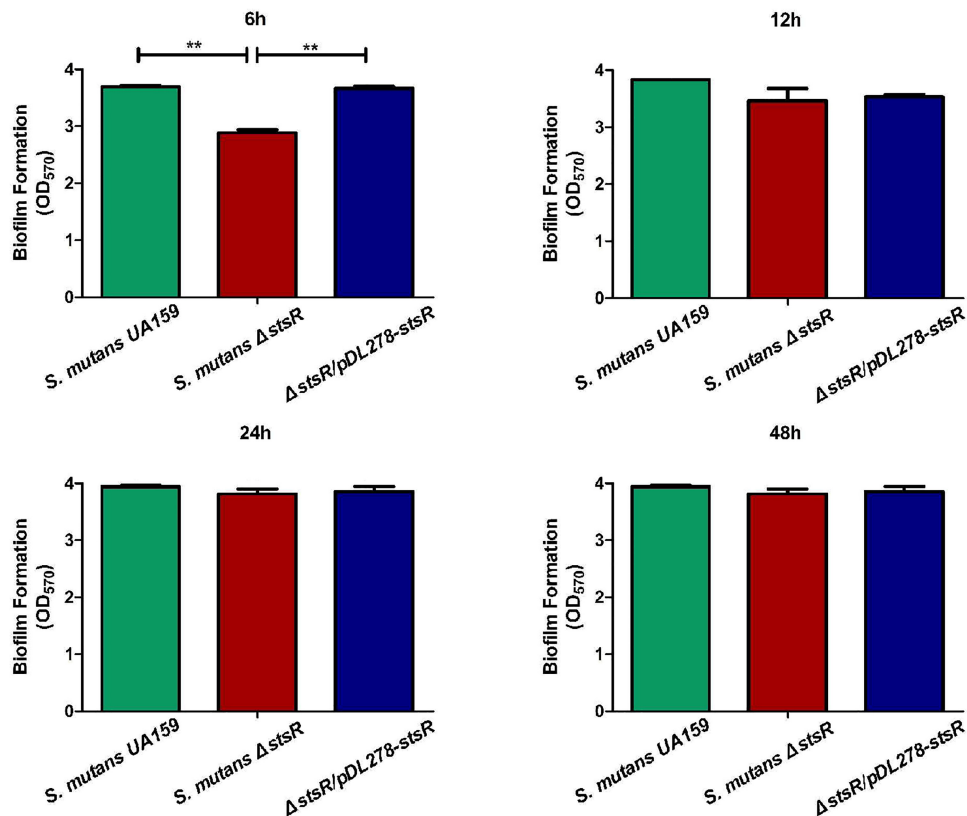 6h
** **
4
3
2
1
0
Biofilm Formation
(OD570)
S. mutans UA159
S. mutans ΔstsR
ΔstsR/pDL278-stsR
12h
4
3
2
1
0
Biofilm Formation
(OD570)
S. mutans UA159
S. mutans ΔstsR
ΔstsR/pDL278-stsR
24h
4
3
2
1
0
Biofilm Formation
(OD570)
S. mutans UA159
S. mutans ΔstsR
ΔstsR/pDL278-stsR
48h
4
3
2
1
0
Biofilm Formation
(OD570)
S. mutans UA159
S. mutans ΔstsR
ΔstsR/pDL278-stsR